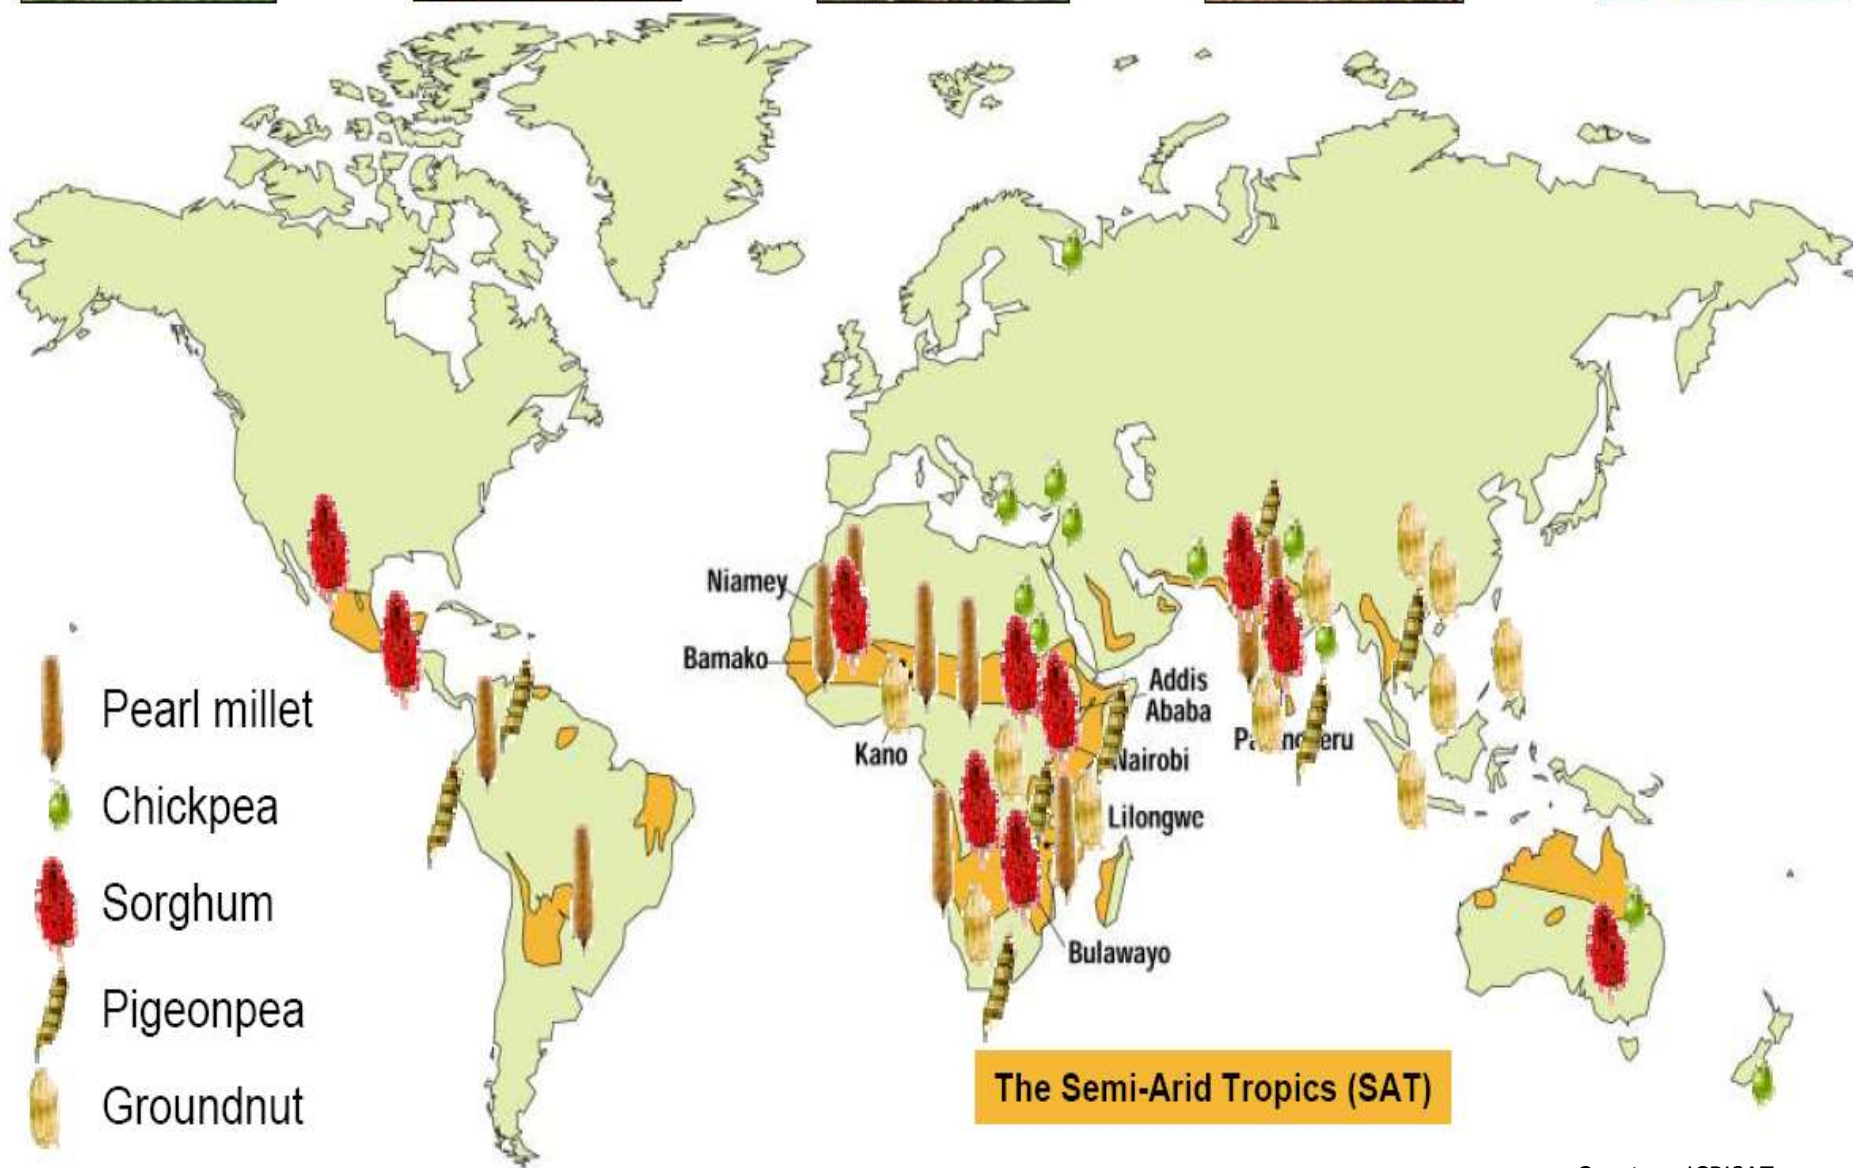 Niamey
Bamako
Kano
Addis
Ababa
Nairobi
Lilongwe
Bulawayo
Pearl millet
Chickpea
Sorghum
Pigeonpea
Groundnut
The Semi-Arid Tropics (SAT)